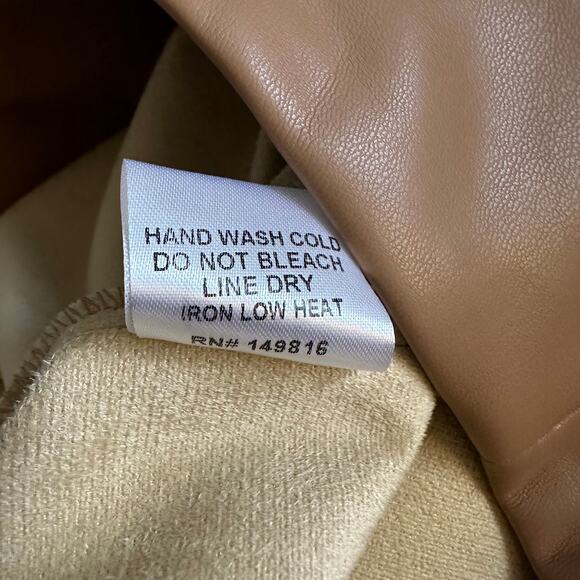 HAND WASH COLD
DO NOT BLEACH
LINE DRY
IRON LOW HEAT
RN# 149816